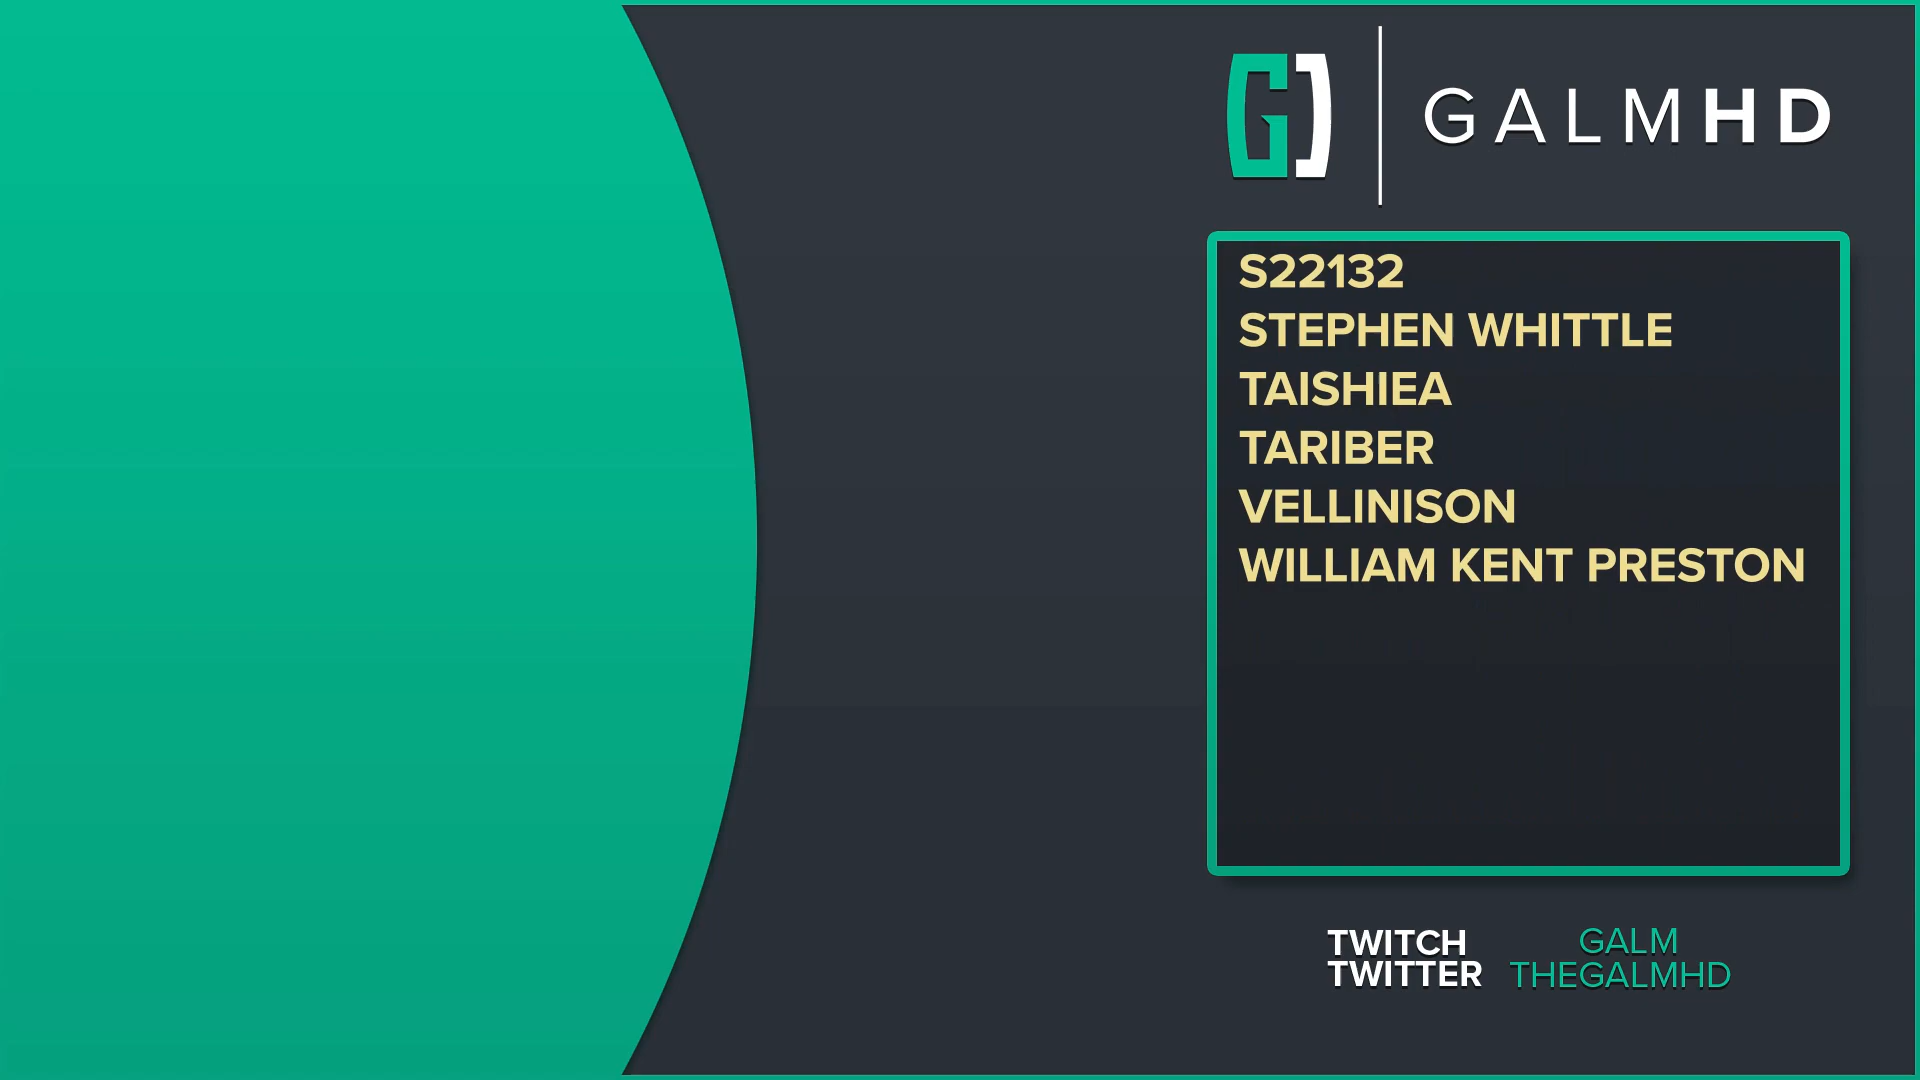 GALMHD
S22132
STEPHEN WHITTLE
TAISHIEA
TARIBER
VELLINISON
WILLIAM KENT PRESTON
TWITCH GALM
TWITTER THEGALMHD